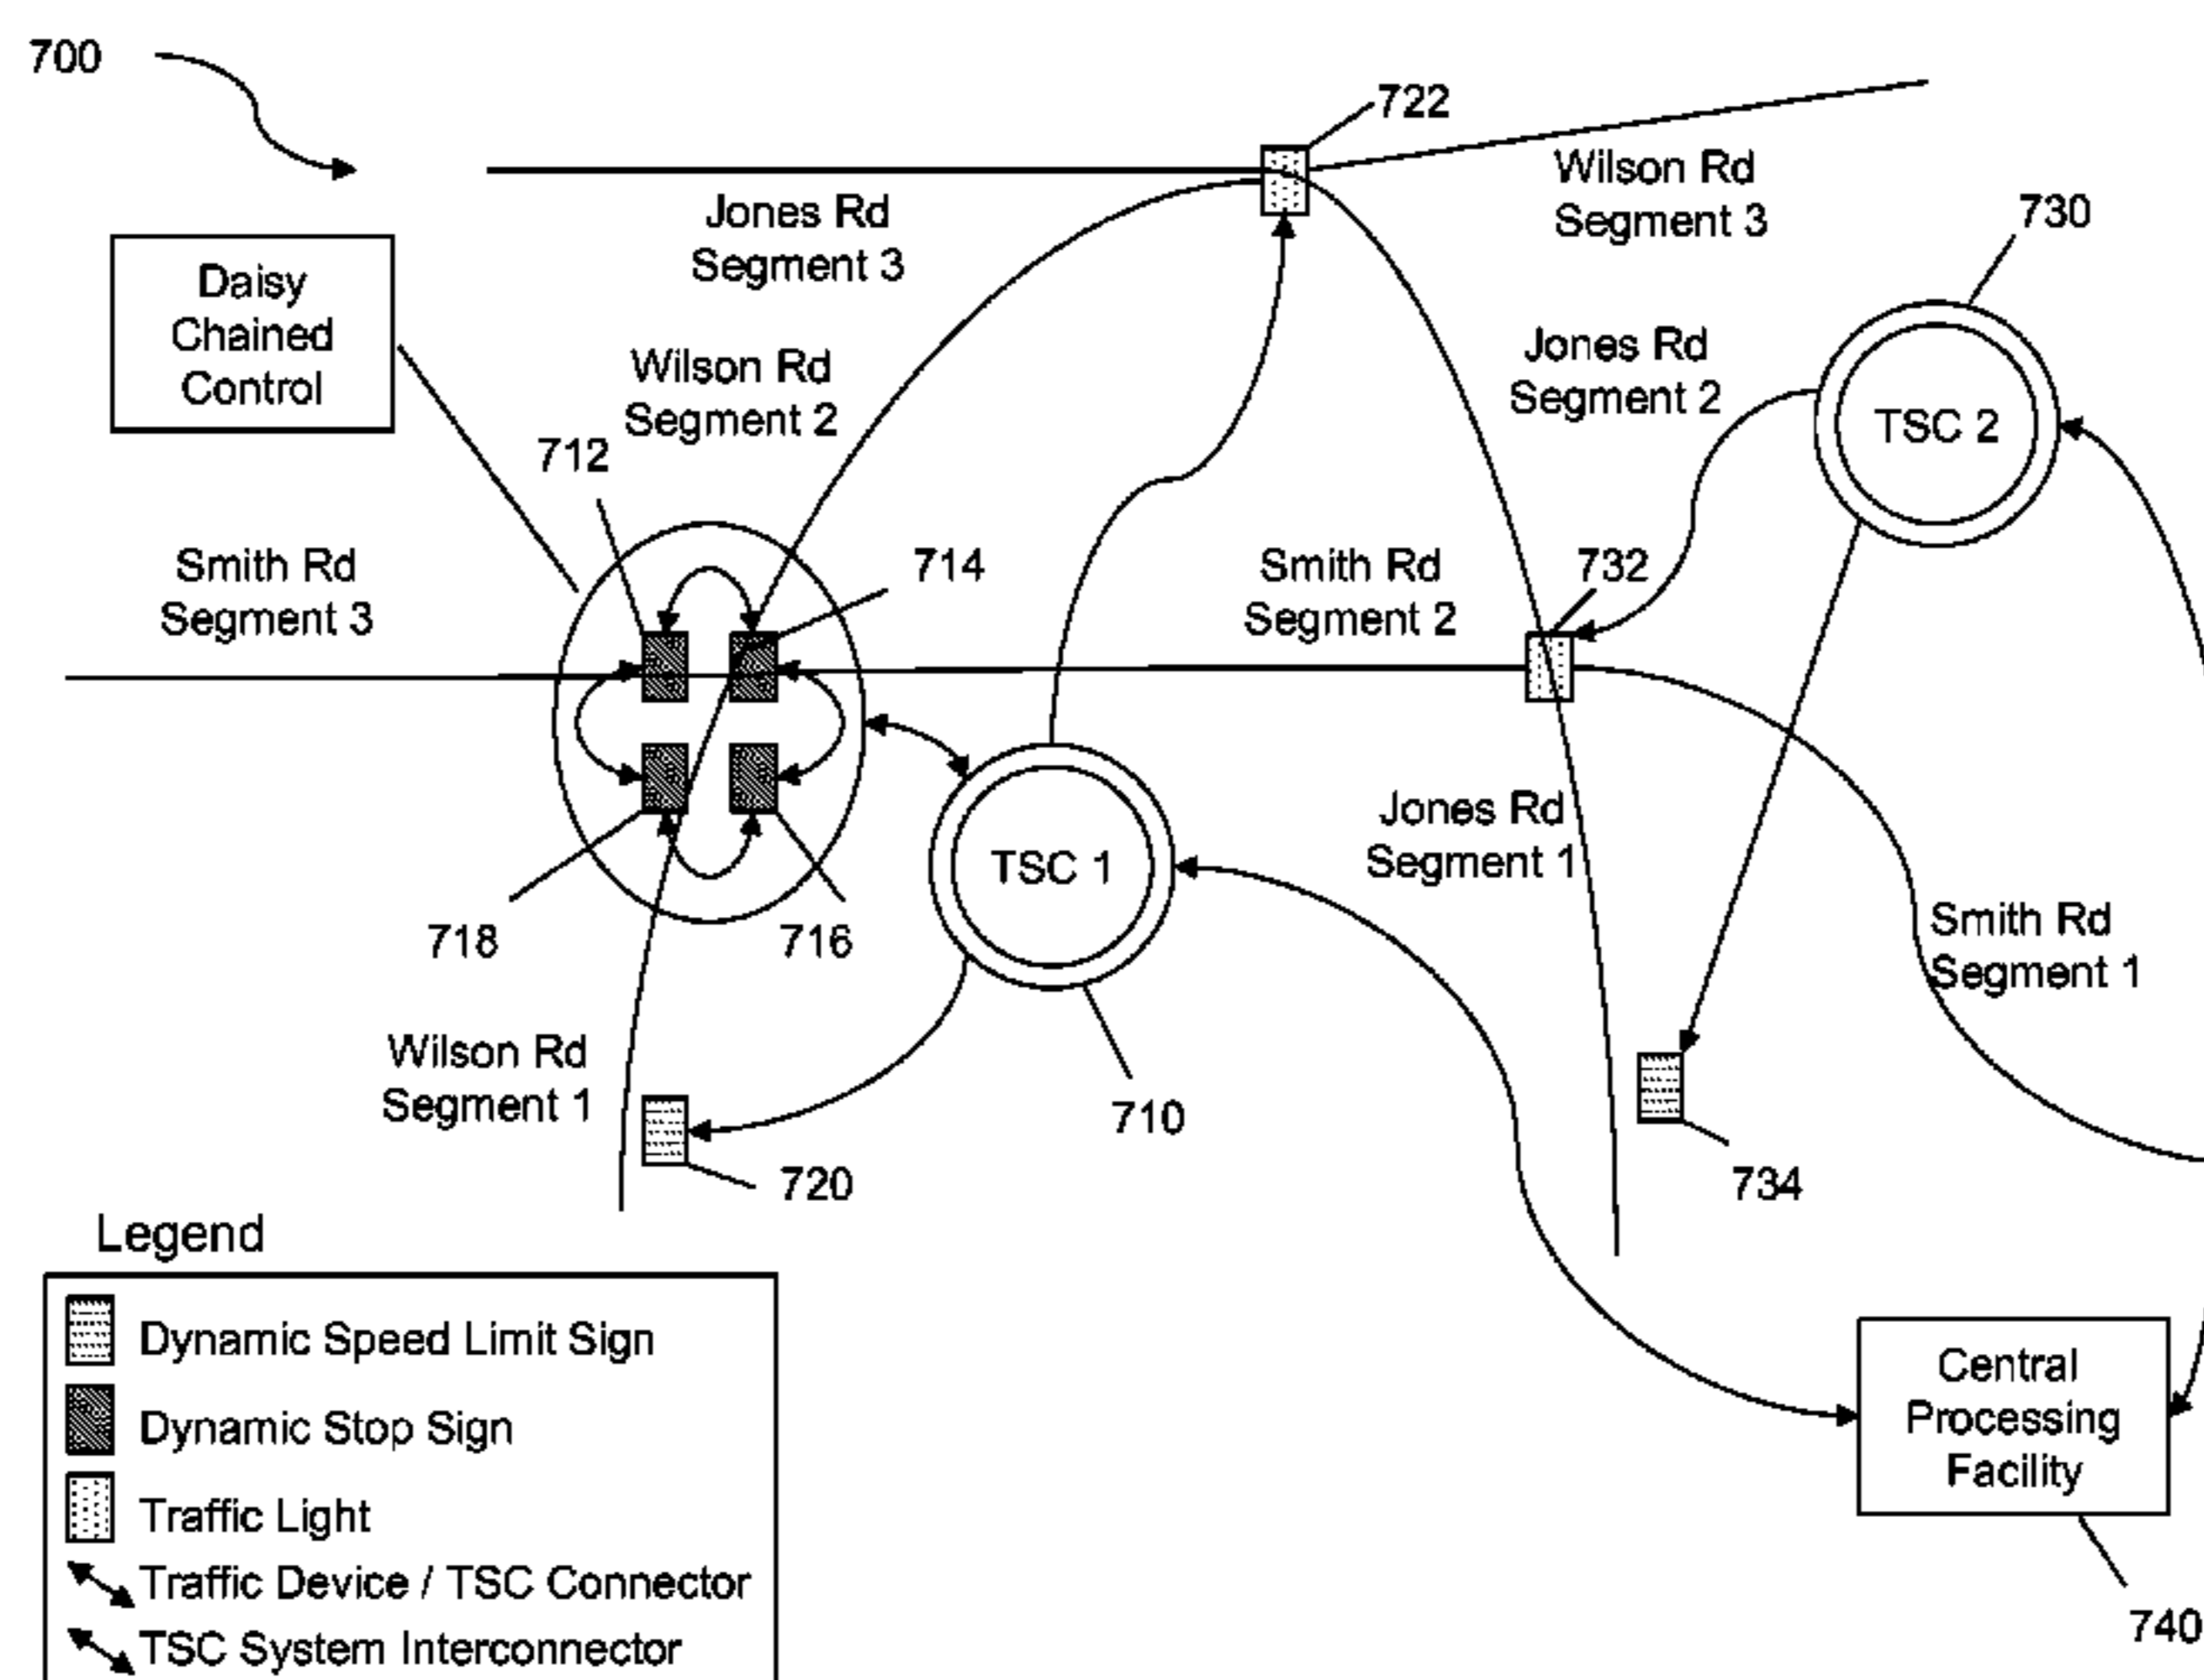 700
722
Wilson Rd
Segment 3
Jones Rd
Segment 3
730
Daisy
Chained
Control
Wilson Rd
Segment 2
Jones Rd
Segment 2
TSC 2
712
Smith Rd
Segment 3
714
Smith Rd
Segment 2
732
TSC 1
Jones Rd
Segment 1
718
716
Smith Rd
Segment 1
Wilson Rd
Segment 1
710
720
734
Legend
Dynamic Speed Limit Sign
Dynamic Stop Sign
Traffic Light
Traffic Device / TSC Connector
TSC System Interconnector
Central
Processing
Facility
740